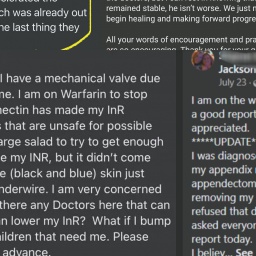 ch was already out
he last thing they
remained stable, he isn't worse. We just n
begin healing and making forward progre
All your words of encouragement and pra
are so encouraging. Thank you for your
I have a mechanical valve due
ne. I am on Warfarin to stop
nectin has made my InR
s that are unsafe for possible
arge salad to try to get enough
e my INR, but it didn't come
e (black and blue) skin just
nderwire. I am very concerned
there any Doctors here that can
an lower my InR? What if I bump
hildren that need me. Please
advance.
Jackson
July 23
I am on the w
a good report
appreciated.
*****UPDATE*
I was diagnose
my appendix r
appendectom
removing my
refused that d
asked everyon
report today.
I believ... See